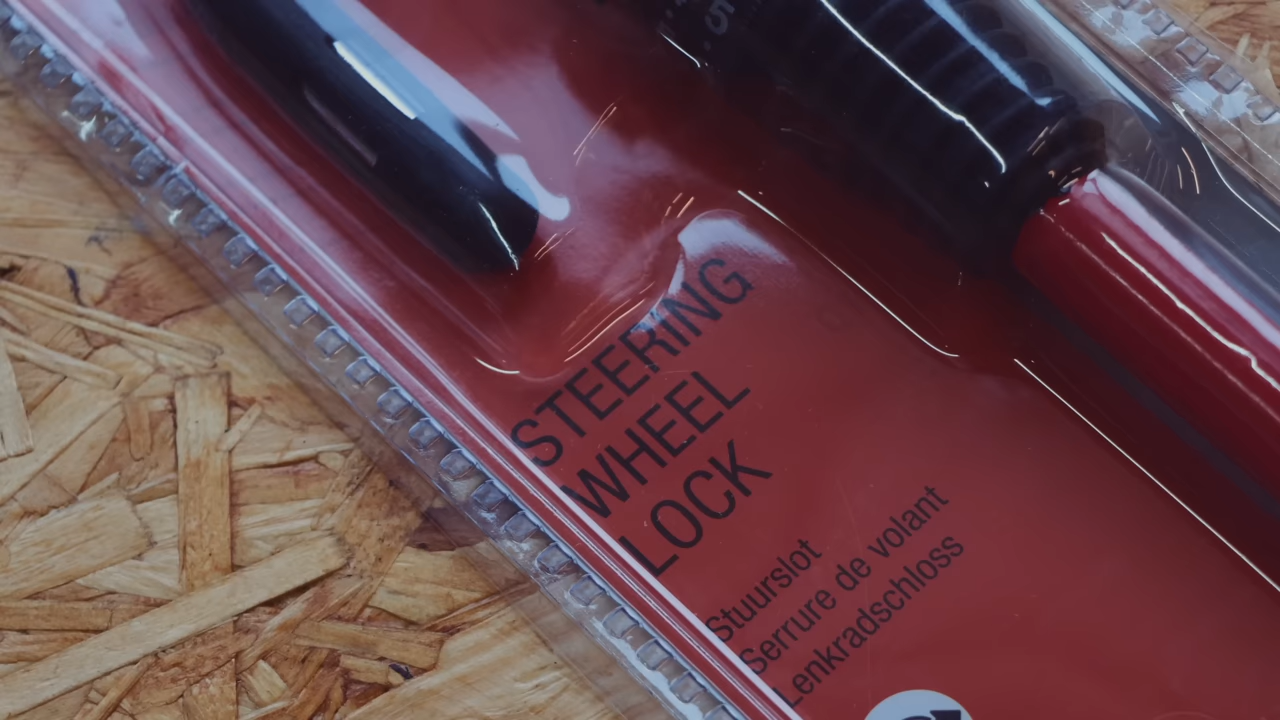 STEERING
WHEEL
LOCK
Stuurslot
Serrure de volant
Lenkradschloss